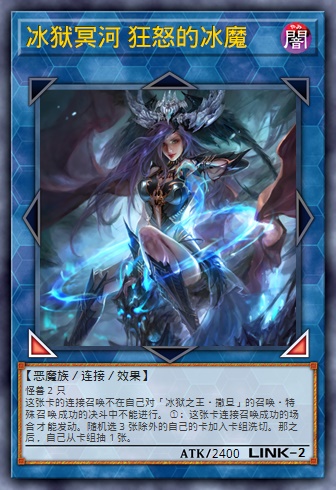 冰狱冥河 狂怒的冰魔
闇
【恶魔族/连接/效果】
怪兽2只
这张卡的连接召唤不在自己对「冰狱之王·撒旦」的召唤·特
殊召唤成功的决斗中不能进行。①：这张卡连接召唤成功的场
合才能发动。随机选3张除外的自己的卡加入卡组洗切。那之
后，自己从卡组抽1张。
ATK/2400 LINK-2